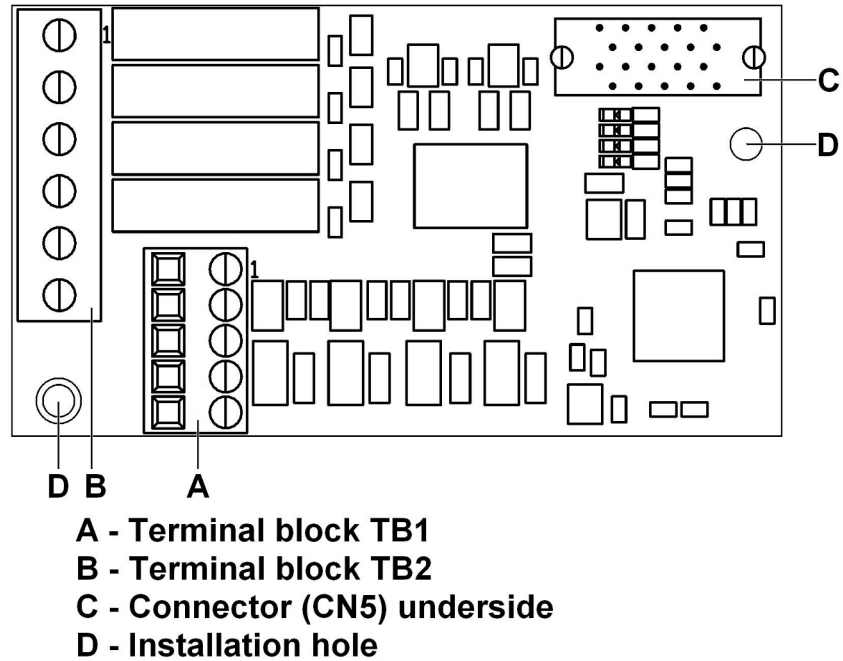 1
C
D
1
D B A
A - Terminal block TB1
B - Terminal block TB2
C - Connector (CN5) underside
D - Installation hole